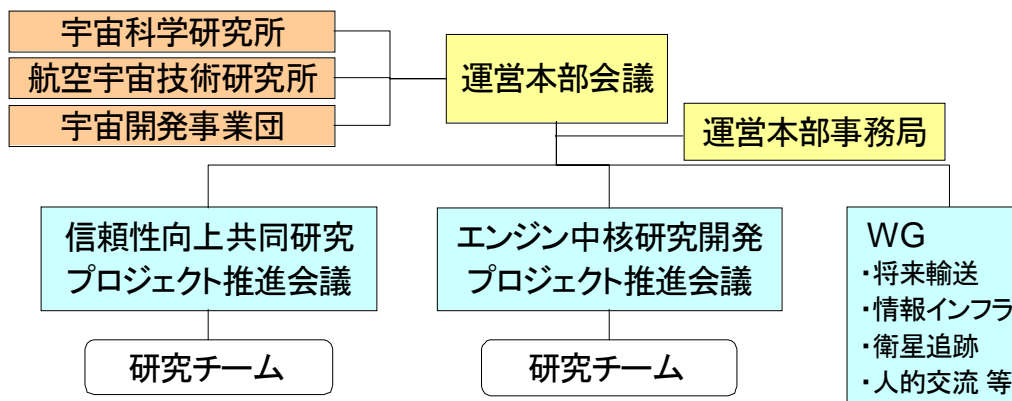 宇宙科学研究所
航空宇宙技術研究所
宇宙開発事業団
運営本部会議
運営本部事務局
信頼性向上共同研究
プロジェクト推進会議
研究チーム
エンジン中核研究開発
プロジェクト推進会議
研究チーム
WG
・将来輸送
・情報インフラ
・衛星追跡
・人的交流 等